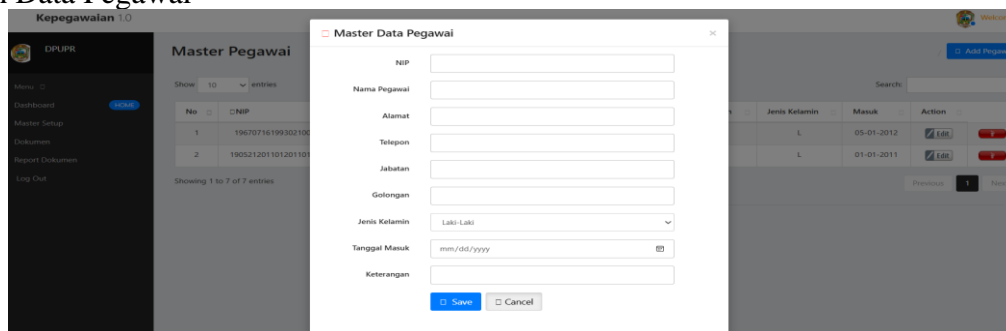 Data Pegawai
Kepegawaian 1.0
Master Data Pegawai
×
DPUPR
Master Pegawai
Add Pegaw
Menu
Show 10 entries
Search:
Dashboard HOME
Master Setup
Dokumen
Report Dokumen
Log Out
No NIP Jenis Kelamin Masuk Action
1 L 05-01-2012 Edit
2 L 01-01-2011 Edit
Showing 1 to 7 of 7 entries
Previous 1
NIP
Nama Pegawai
Alamat
Telepon
Jabatan
Golongan
Jenis Kelamin Laki-Laki
Tanggal Masuk mm/dd/yyyy
Keterangan
Save Cancel